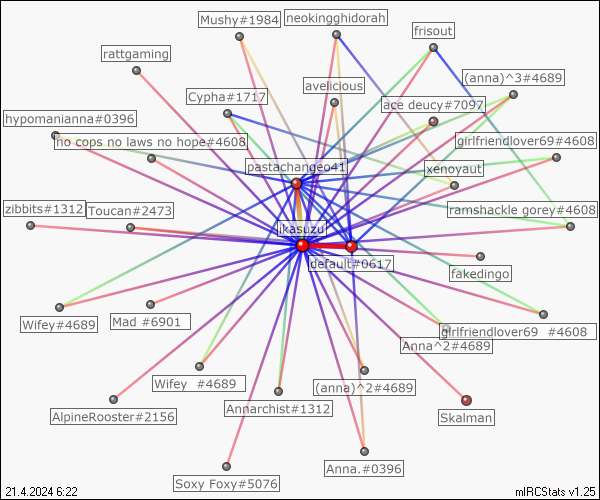 Mushy#1984
neokingghidorah
frisout
rattgaming
(anna)^3#4689
avelicious
Cypha#1717
ace deucy#7097
hypomanianna#0396
no cops no laws no hope#4608
girlfriendlover69#4608
pastachangeo41
xenoyaut
zibbits#1312
Toucan#2473
ramshackle gorey#4608
ikasuzu
default#0617
fakedingo
Wifey#4689
Mad #6901
girlfriendlover69 #4608
Anna^2#4689
Wifey #4689
(anna)^2#4689
AlpineRooster#2156
Annarchist#1312
Skalman
Soxy Foxy#5076
Anna.#0396
21.4.2024 6:22
mIRCStats v1.25